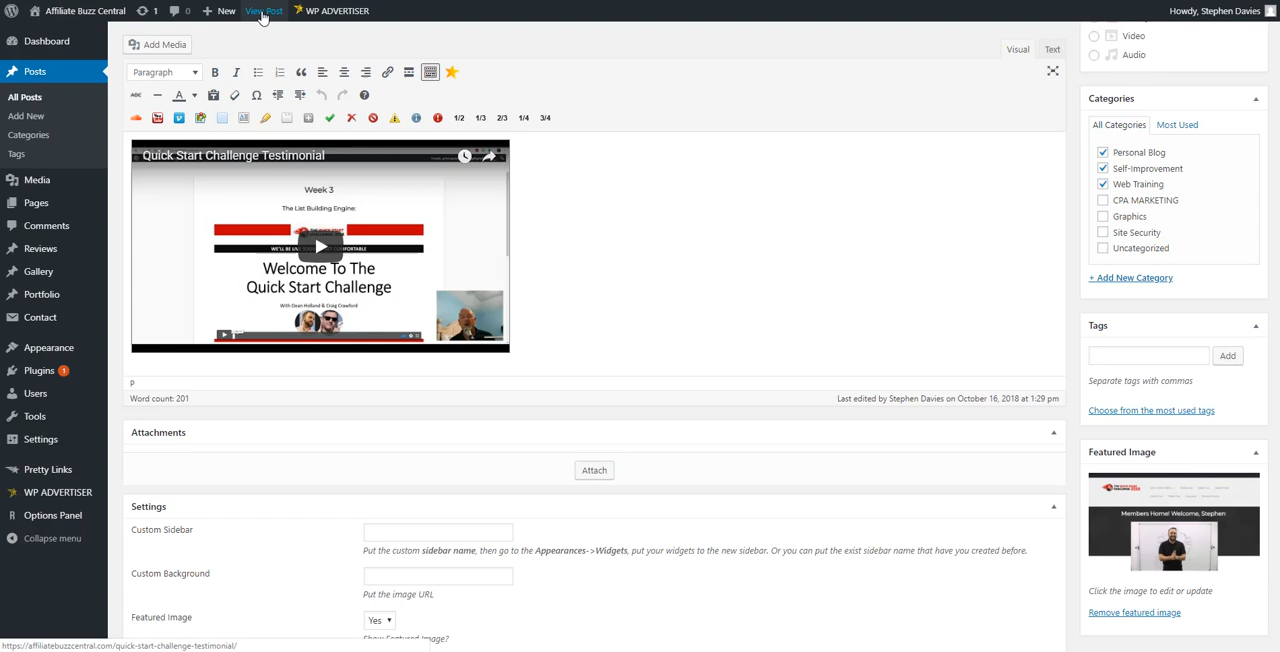 Affiliate Buzz Central
1
0
New
View Post
WP ADVERTISER
Howdy, Stephen Davies
Dashboard
Posts
All Posts
Add New
Categories
Tags
Media
Pages
Comments
Reviews
Gallery
Portfolio
Contact
Appearance
Plugins 1
Users
Tools
Settings
Pretty Links
WP ADVERTISER
Options Panel
Collapse menu
Add Media
Visual
Text
Paragraph
B I
ABC
A
1/2 1/3 2/3 1/4 3/4
Quick Start Challenge Testimonial
Week 3
The List Building Engine:
Welcome To The
Quick Start Challenge
With Dean Holland & Craig Crawford
p
Word count: 201
Last edited by Stephen Davies on October 16, 2018 at 1:29 pm
Attachments
Attach
Settings
Custom Sidebar
Put the custom sidebar name, then go to the Appearances->Widgets, put your widgets to the new sidebar. Or you can put the exist sidebar name that have you created before.
Custom Background
Put the image URL
Featured Image
Yes
Show Featured Image?
Video
Audio
Categories
All Categories
Most Used
Personal Blog
Self-Improvement
Web Training
CPA MARKETING
Graphics
Site Security
Uncategorized
+ Add New Category
Tags
Add
Separate tags with commas
Choose from the most used tags
Featured Image
Members Home! Welcome, Stephen
Click the image to edit or update
Remove featured image
https://affiliatebuzzcentral.com/quick-start-challenge-testimonial/